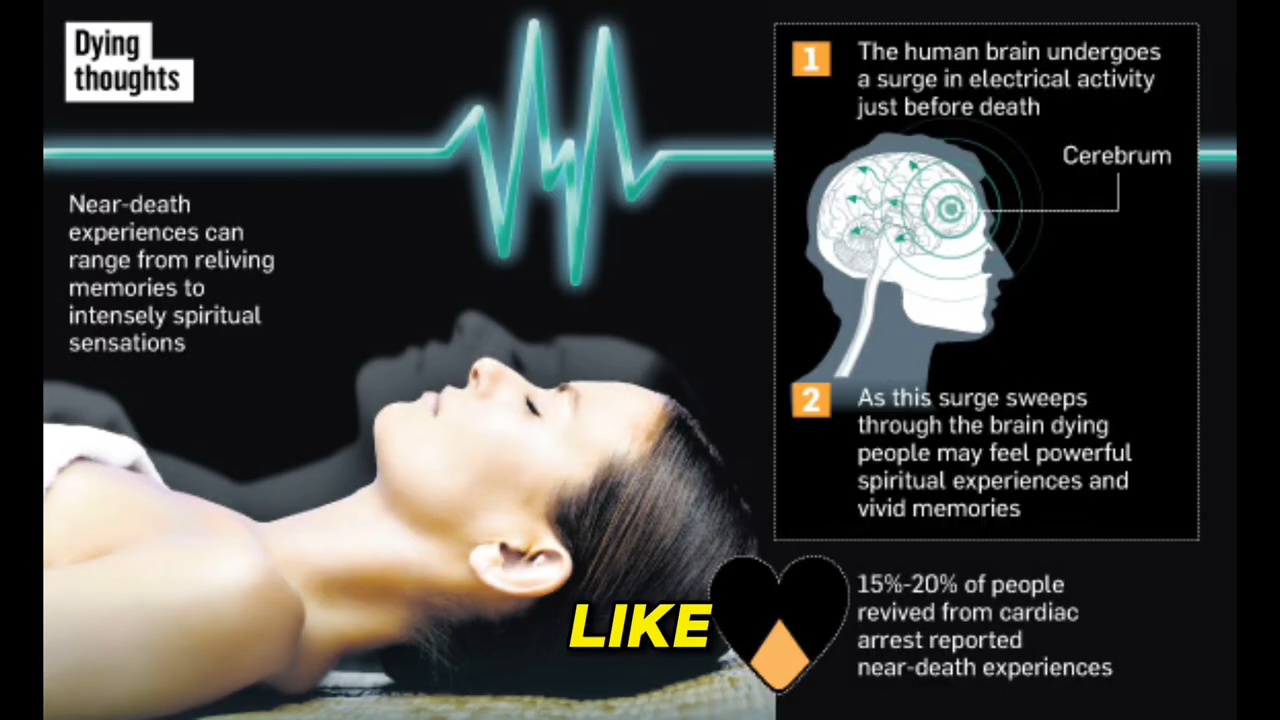 Dying
thoughts
Near-death
experiences can
range from reliving
memories to
intensely spiritual
sensations
1
The human brain undergoes
a surge in electrical activity
just before death
Cerebrum
2
As this surge sweeps
through the brain dying
people may feel powerful
spiritual experiences and
vivid memories
LIKE
15%-20% of people
revived from cardiac
arrest reported
near-death experiences